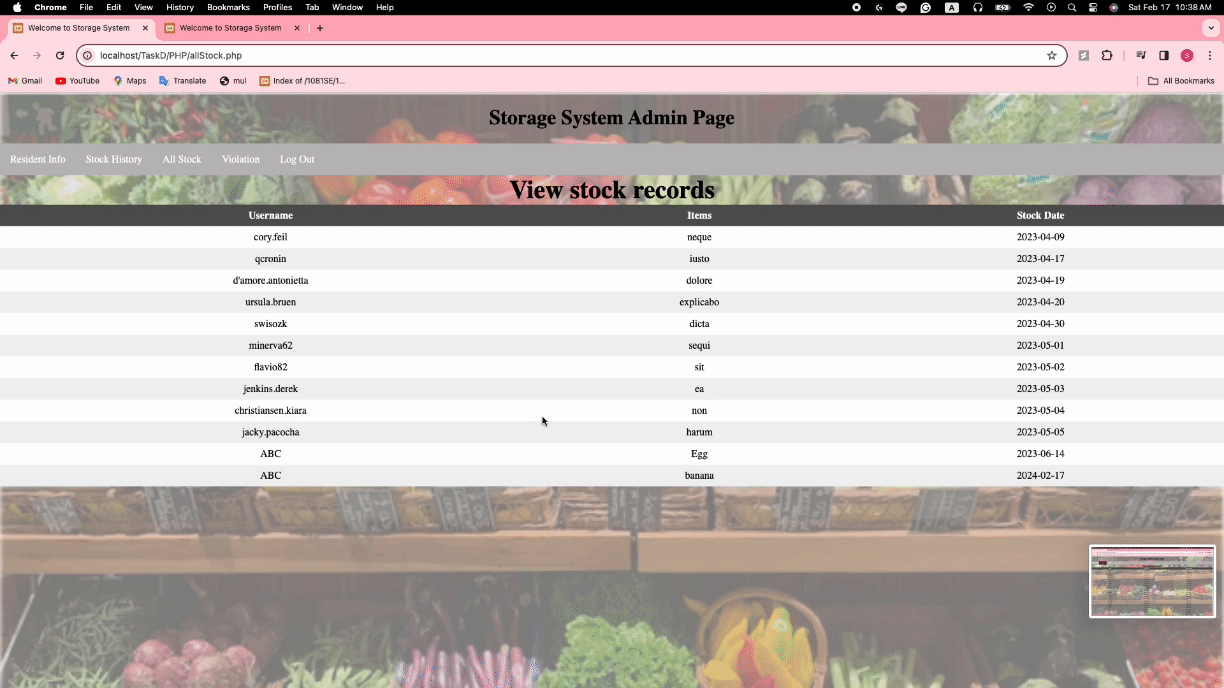 Chrome File Edit View History Bookmarks Profiles Tab Window Help A Sat Feb 17 10:38 AM
Welcome to Storage System Welcome to Storage System
localhost/TaskD/PHP/allStock.php S
Gmail YouTube Maps Translate mul Index of /10B1SE/1... All Bookmarks
Storage System Admin Page
Resident Info Stock History All Stock Violation Log Out
View stock records
Username Items Stock Date
cory.feil neque 2023-04-09
qcronin iusto 2023-04-17
d'amore.antonietta dolore 2023-04-19
ursula.bruen explicabo 2023-04-20
swisozk dicta 2023-04-30
minerva62 sequi 2023-05-01
flavio82 sit 2023-05-02
jenkins.derek ea 2023-05-03
christiansen.kiara non 2023-05-04
jacky.pacocha harum 2023-05-05
ABC Egg 2023-06-14
ABC banana 2024-02-17